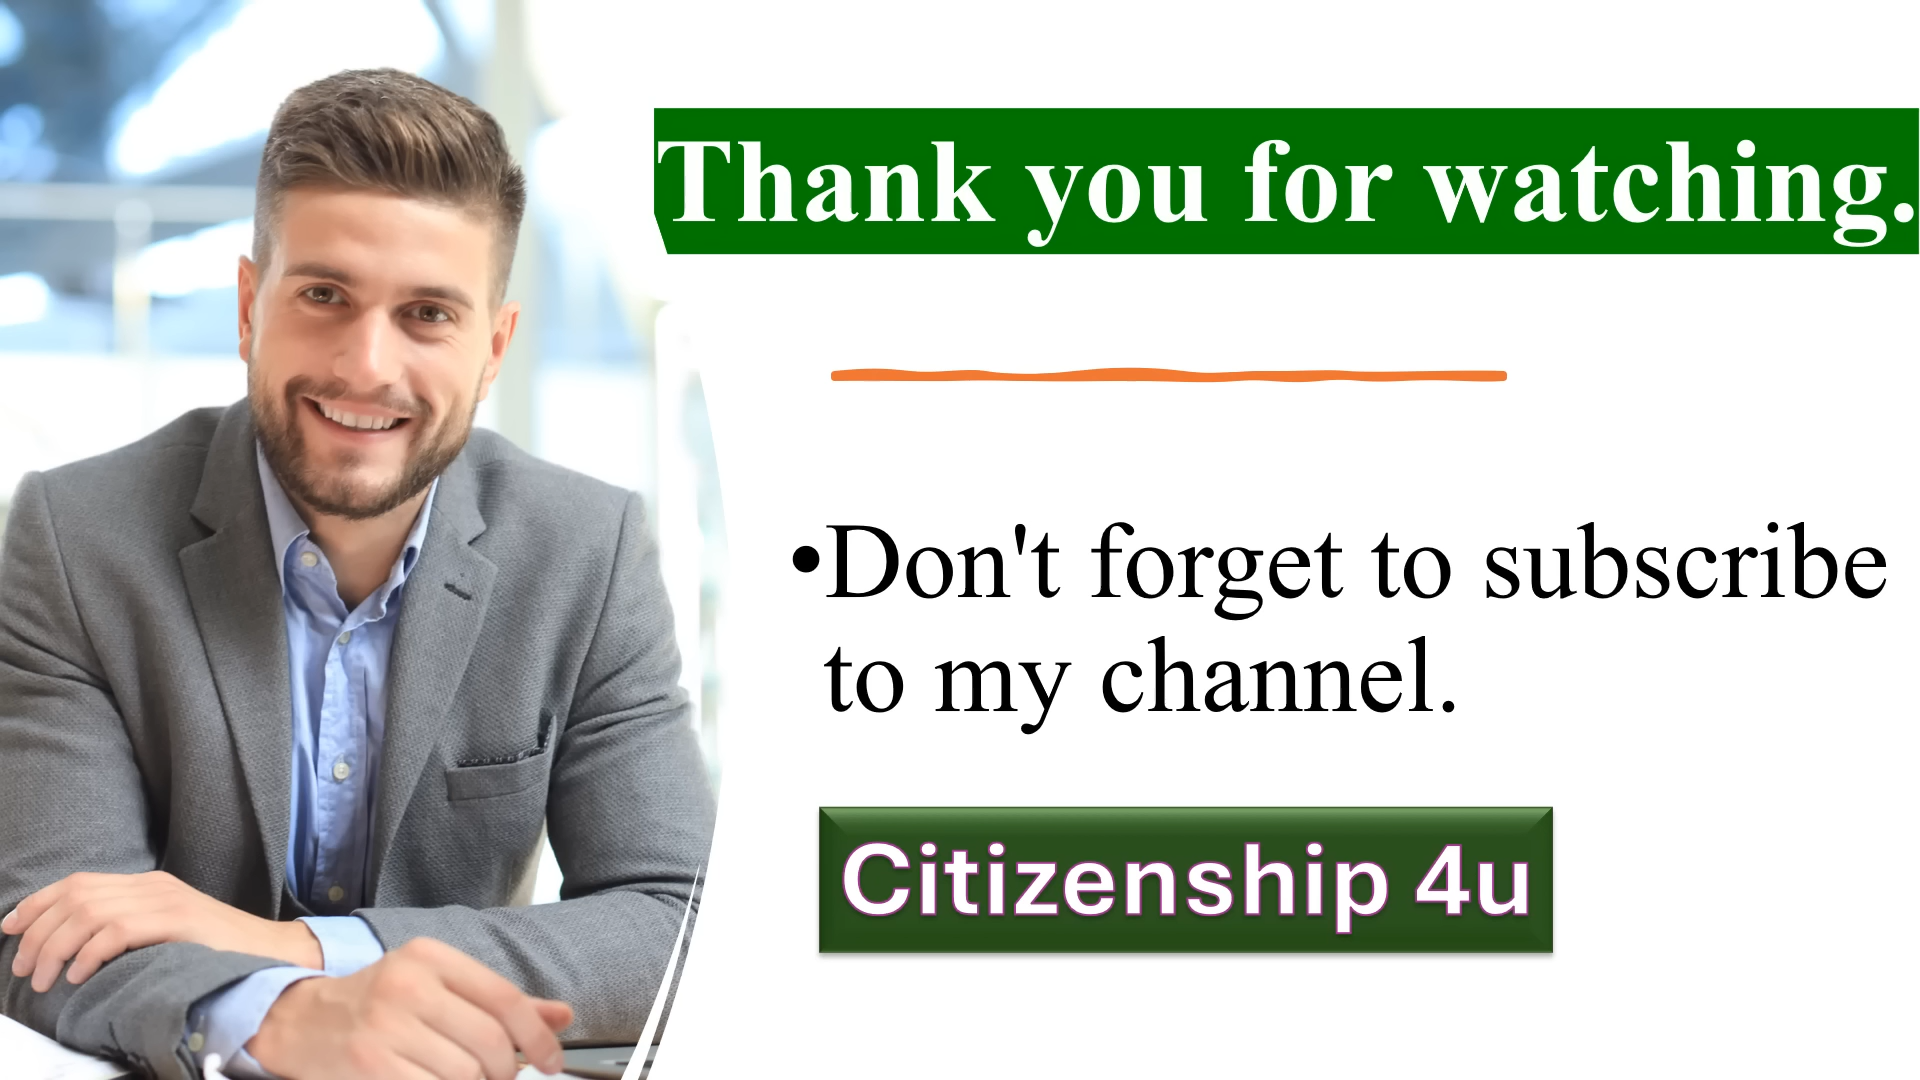 Thank you for watching.
•Don't forget to subscribe
to my channel.
Citizenship 4u